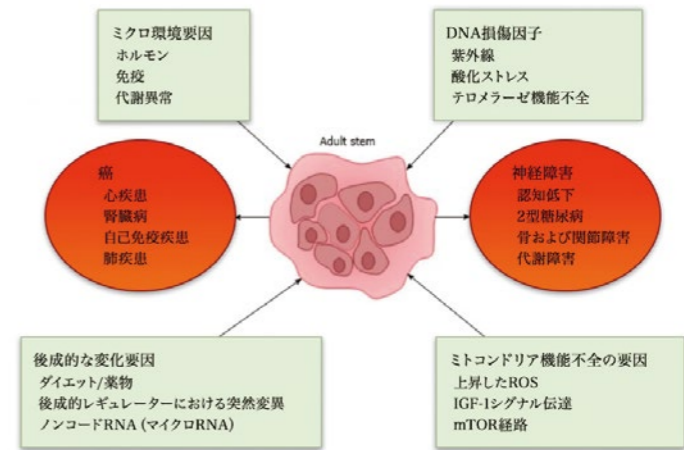 ミクロ環境要因
ホルモン
免疫
代謝異常
DNA損傷因子
紫外線
酸化ストレス
テロメラーゼ機能不全
Adult stem
癌
心疾患
腎臓病
自己免疫疾患
肺疾患
神経障害
認知低下
2型糖尿病
骨および関節障害
代謝障害
後成的な変化要因
ダイエット/薬物
後成的レギュレーターにおける突然変異
ノンコードRNA (マイクロRNA)
ミトコンドリア機能不全の要因
上昇したROS
IGF-1シグナル伝達
mTOR経路